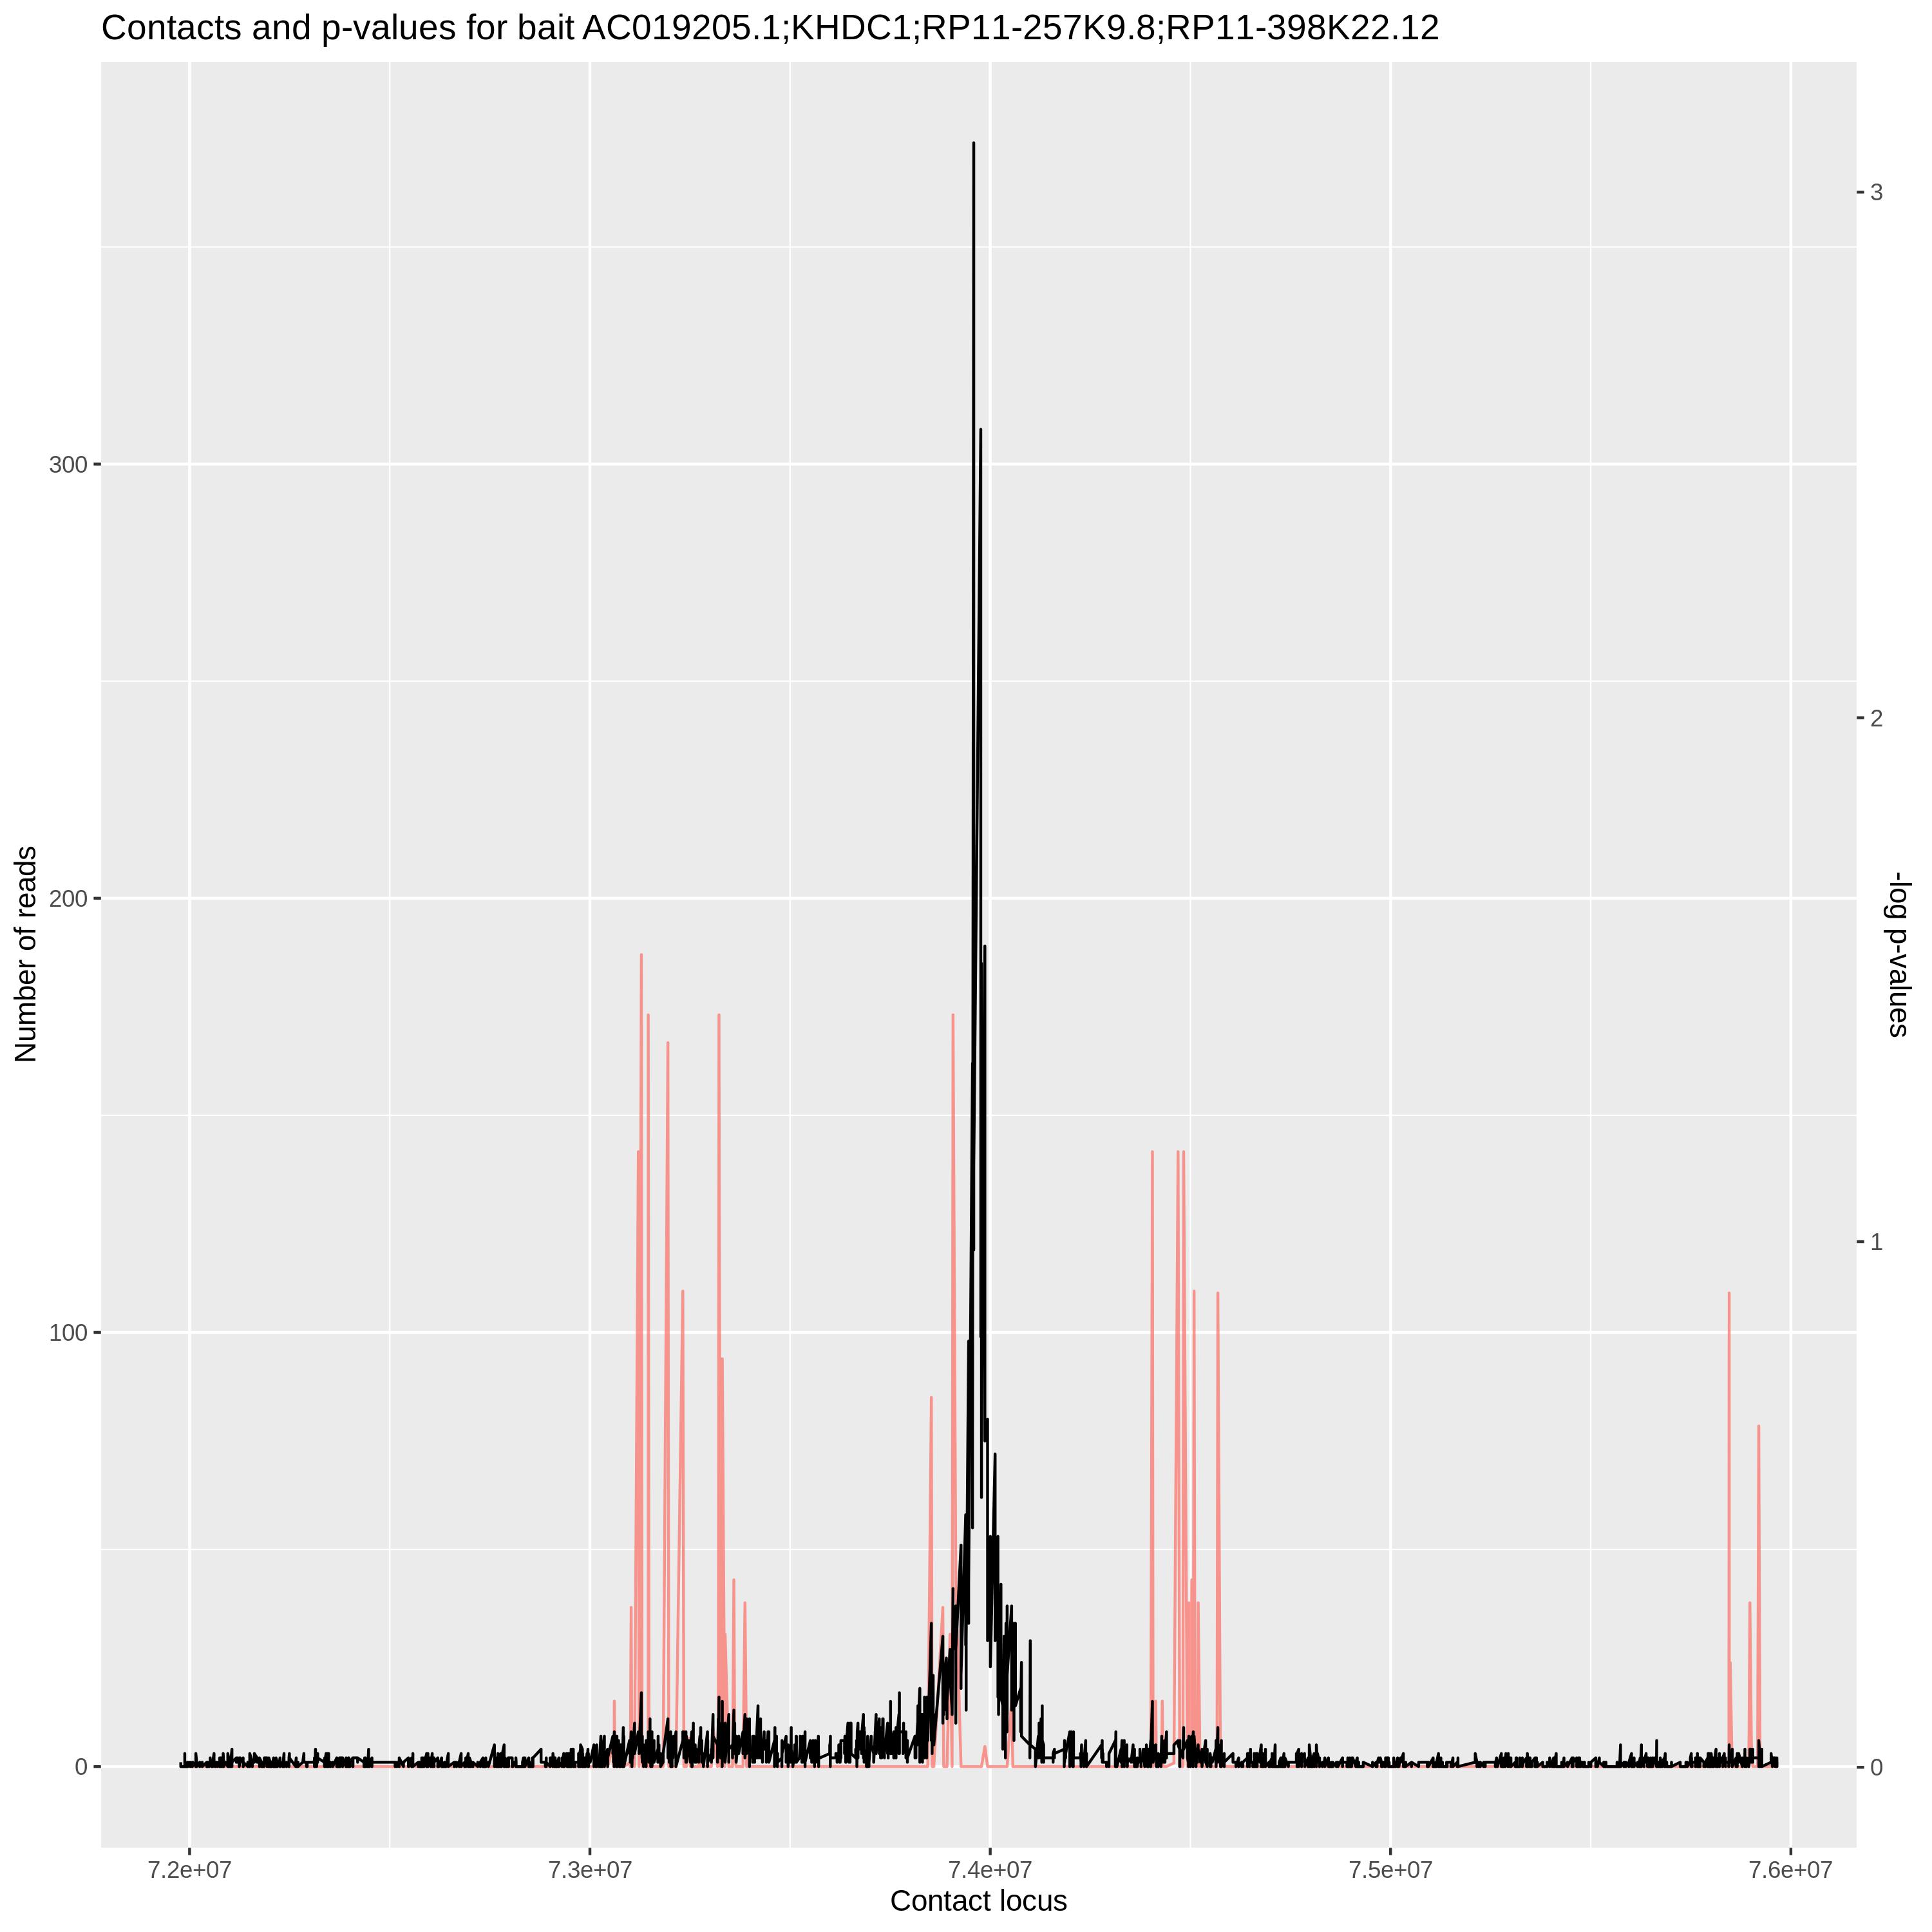 Contacts and p-values for bait AC019205.1;KHDC1;RP11-257K9.8;RP11-398K22.12
Number of reads
300
200
100
0
3
2
1
0
-log p-values
7.2e+07 7.3e+07 7.4e+07 7.5e+07 7.6e+07
Contact locus